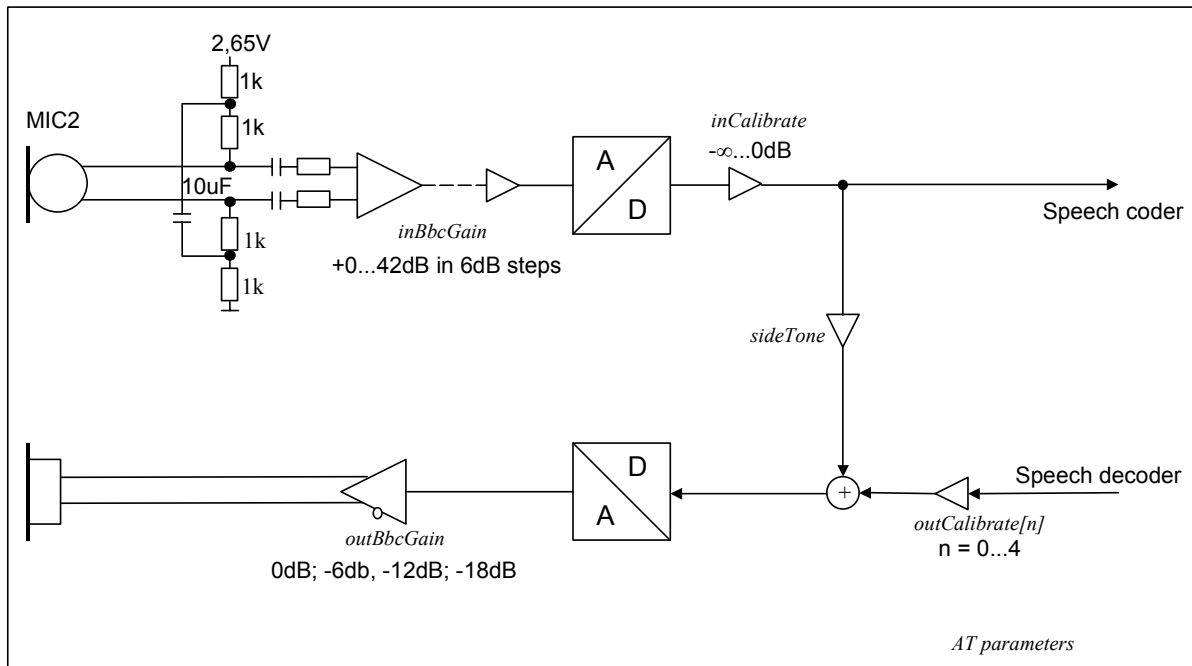 2,65V
1k
MIC2
1k
10uF
1k
1k
inBbcGain
+0...42dB in 6dB steps
A
D
inCalibrate
-∞...0dB
Speech coder
sideTone
D
A
+
Speech decoder
outCalibrate[n]
n = 0...4
outBbcGain
0dB; -6db, -12dB; -18dB
AT parameters